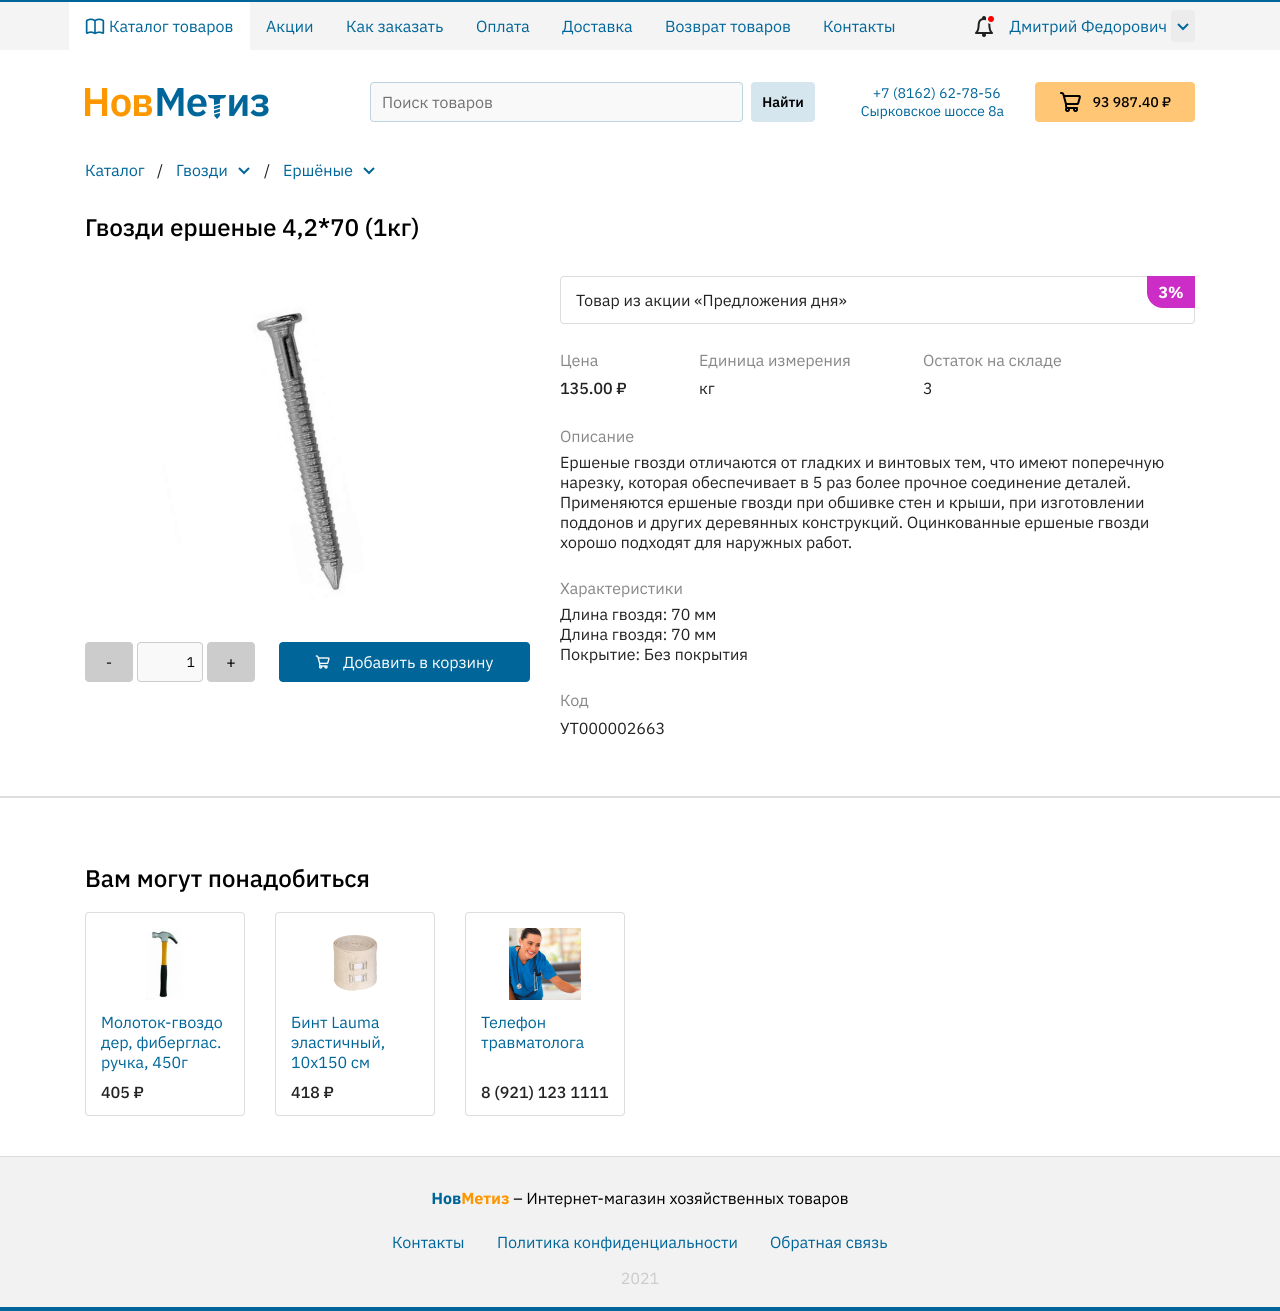 Каталог товаров Акции Как заказать Оплата Доставка Возврат товаров Контакты Дмитрий Федорович
НовМетиз Поиск товаров Найти +7 (8162) 62-78-56 93 987.40 ₽
Сырковское шоссе 8а
Каталог / Гвозди / Ершёные
Гвозди ершеные 4,2*70 (1кг)
Товар из акции «Предложения дня» 3%
Цена Единица измерения Остаток на складе
135.00 ₽ кг 3
Описание
Ершеные гвозди отличаются от гладких и винтовых тем, что имеют поперечную
нарезку, которая обеспечивает в 5 раз более прочное соединение деталей.
Применяются ершеные гвозди при обшивке стен и крыши, при изготовлении
поддонов и других деревянных конструкций. Оцинкованные ершеные гвозди
хорошо подходят для наружных работ.
Характеристики
Длина гвоздя: 70 мм
Длина гвоздя: 70 мм
Покрытие: Без покрытия
- 1 + Добавить в корзину
Код
УТ000002663
Вам могут понадобиться
Молоток-гвоздо
дер, фиберглас.
ручка, 450г
405 ₽
Бинт Lauma
эластичный,
10х150 см
418 ₽
Телефон
травматолога
8 (921) 123 1111
НовМетиз – Интернет-магазин хозяйственных товаров
Контакты Политика конфиденциальности Обратная связь
2021